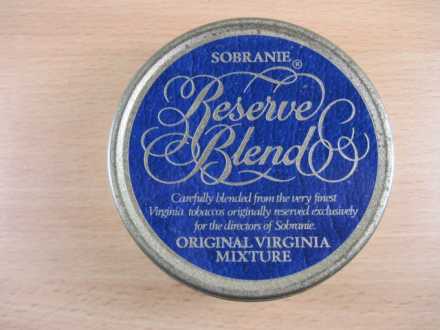 SOBRANIE ®
Reserve
Blend
Carefully blended from the very finest
Virginia tobaccos originally reserved exclusively
for the directors of Sobranie.
ORIGINAL VIRGINIA
MIXTURE